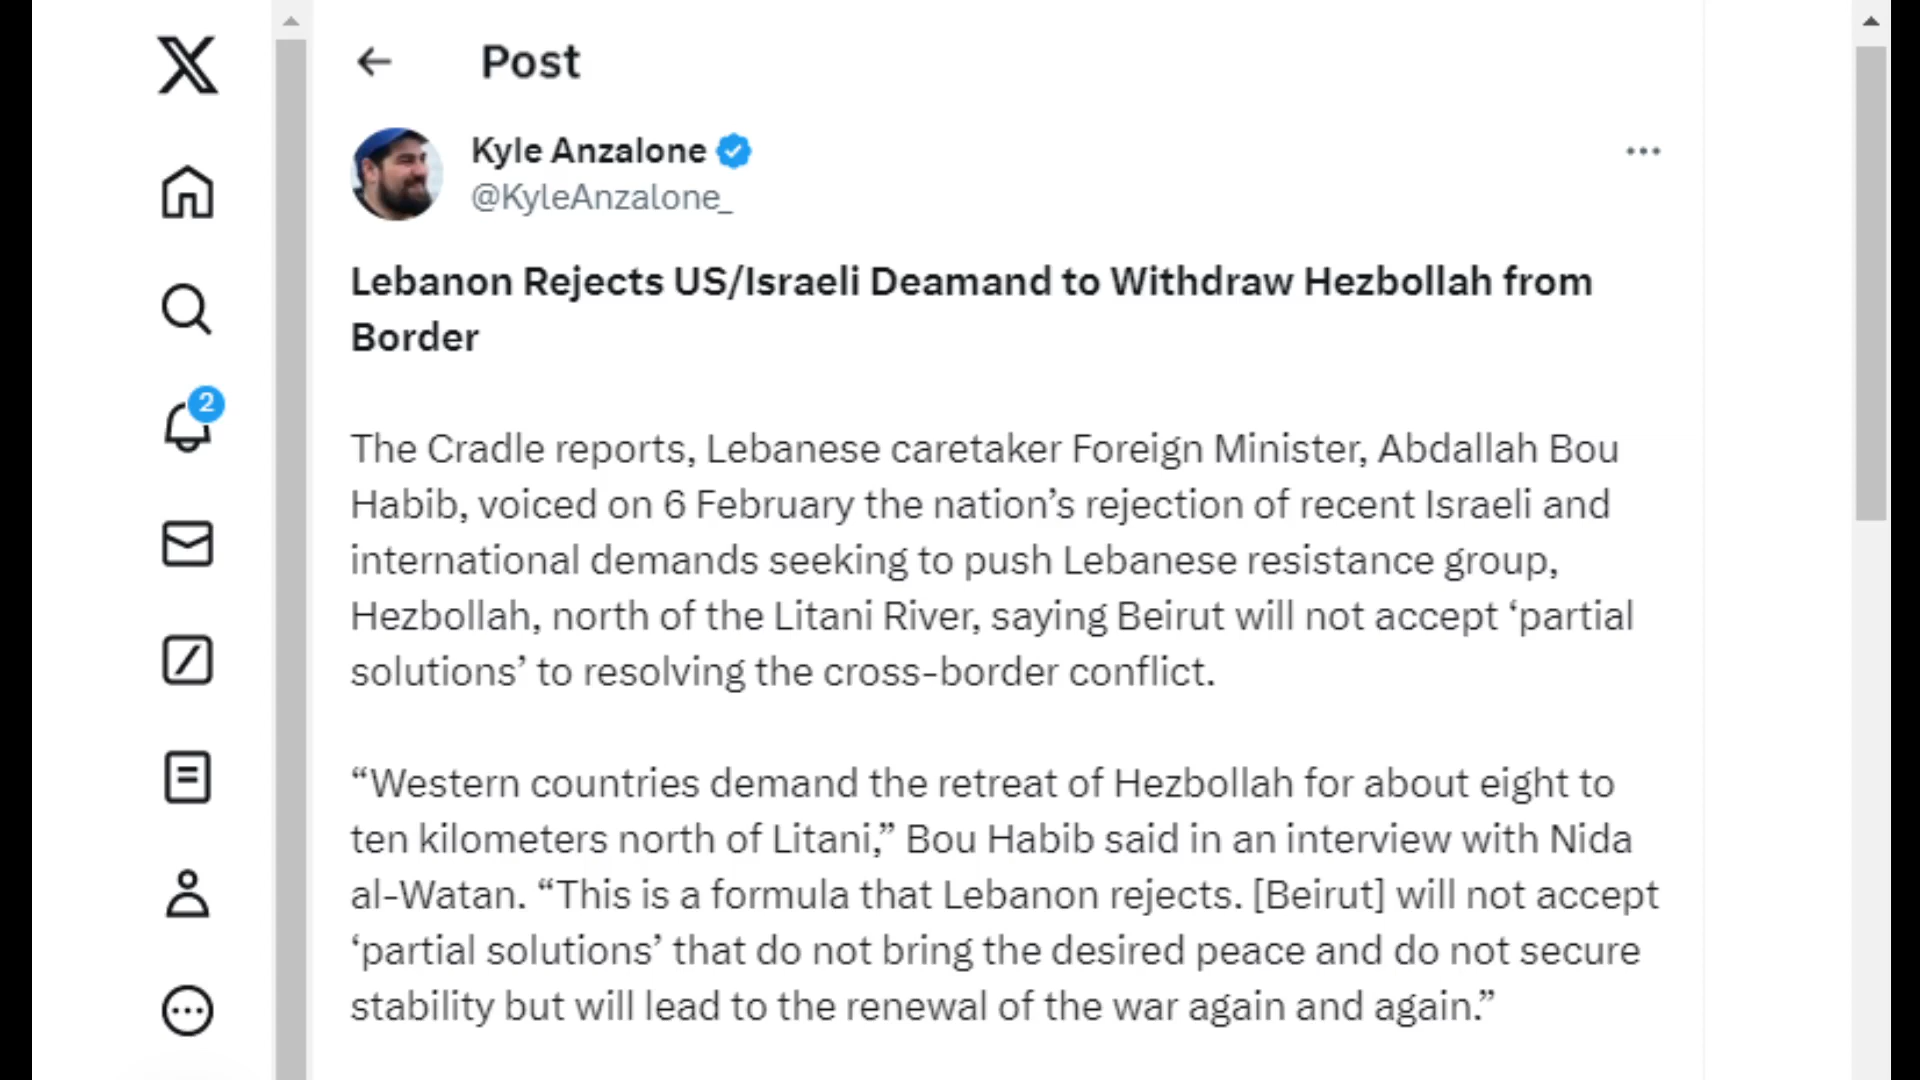 Post
Kyle Anzalone
@KyleAnzalone_
Lebanon Rejects US/Israeli Deamand to Withdraw Hezbollah from
Border
The Cradle reports, Lebanese caretaker Foreign Minister, Abdallah Bou
Habib, voiced on 6 February the nation’s rejection of recent Israeli and
international demands seeking to push Lebanese resistance group,
Hezbollah, north of the Litani River, saying Beirut will not accept ‘partial
solutions’ to resolving the cross-border conflict.
“Western countries demand the retreat of Hezbollah for about eight to
ten kilometers north of Litani,” Bou Habib said in an interview with Nida
al-Watan. “This is a formula that Lebanon rejects. [Beirut] will not accept
‘partial solutions’ that do not bring the desired peace and do not secure
stability but will lead to the renewal of the war again and again.”
2